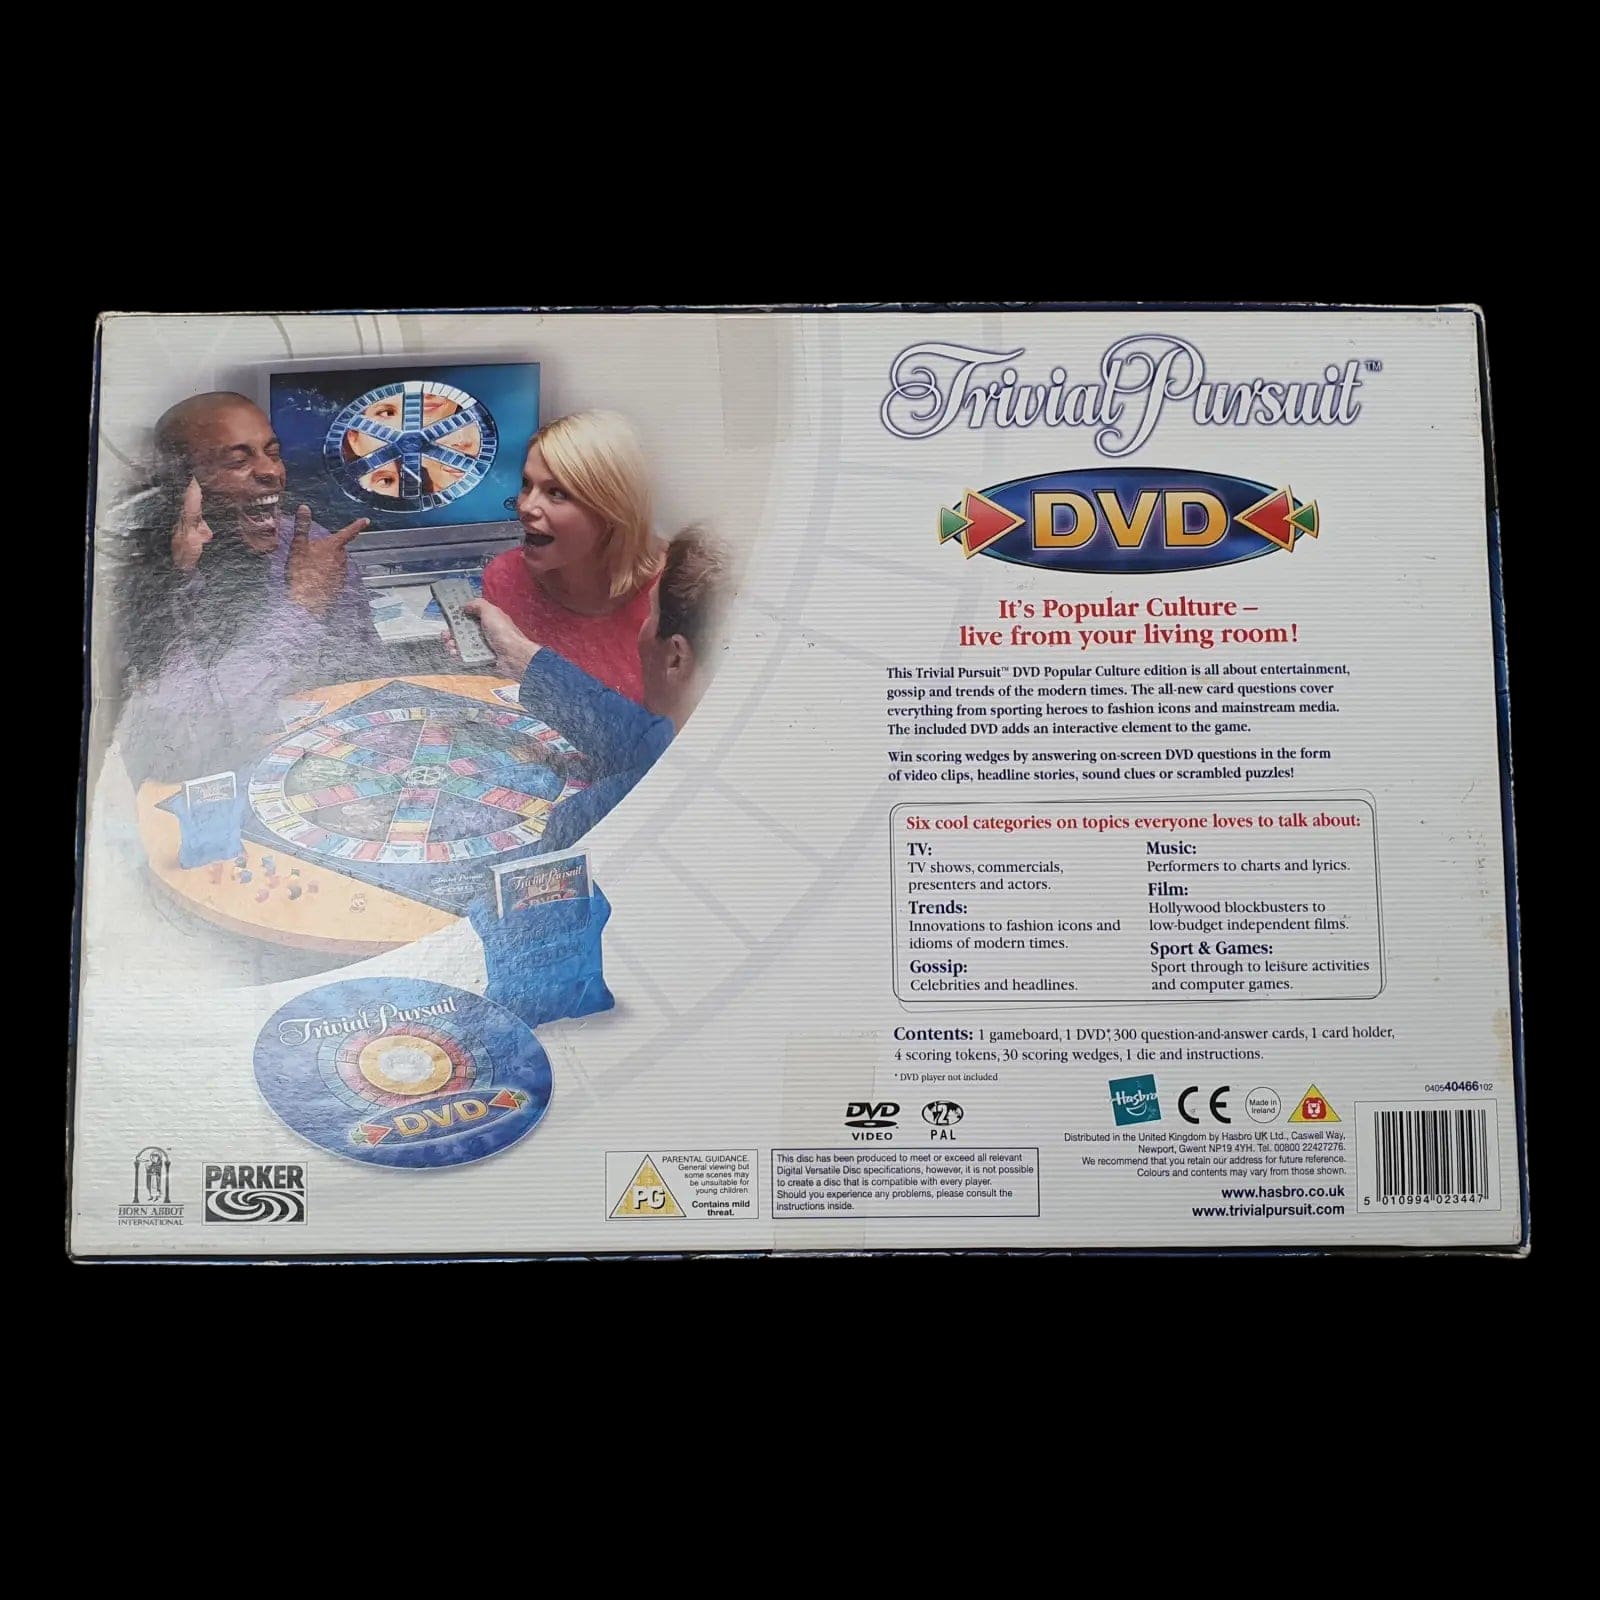 Trivial Pursuit™
DVD
It's Popular Culture –
live from your living room!
This Trivial Pursuit™ DVD Popular Culture edition is all about entertainment,
gossip and trends of the modern times. The all-new card questions cover
everything from sporting heroes to fashion icons and mainstream media.
The included DVD adds an interactive element to the game.
Win scoring wedges by answering on-screen DVD questions in the form
of video clips, headline stories, sound clues or scrambled puzzles!
Six cool categories on topics everyone loves to talk about:
TV:
TV shows, commercials,
presenters and actors.
Trends:
Innovations to fashion icons and
idioms of modern times.
Gossip:
Celebrities and headlines.
Music:
Performers to charts and lyrics.
Film:
Hollywood blockbusters to
low-budget independent films.
Sport & Games:
Sport through to leisure activities
and computer games.
Contents: 1 gameboard, 1 DVD*, 300 question-and-answer cards, 1 card holder,
4 scoring tokens, 30 scoring wedges, 1 die and instructions.
* DVD player not included
Trivial Pursuit
DVD
Trivial Pursuit
DVD
HORN ABBOT
INTERNATIONAL
PARKER
PG
PARENTAL GUIDANCE.
General viewing but
some scenes may
be unsuitable for
young children
Contains mild
threat.
DVD
VIDEO
2
PAL
This disc has been produced to meet or exceed all relevant
Digital Versatile Disc specifications, however, it is not possible
to create a disc that is compatible with every player.
Should you experience any problems, please consult the
instructions inside.
Hasbro
CE
Made in
Ireland
Distributed in the United Kingdom by Hasbro UK Ltd., Caswell Way,
Newport, Gwent NP19 4YH. Tel. 00800 22427276.
We recommend that you retain our address for future reference.
Colours and contents may vary from those shown.
www.hasbro.co.uk
www.trivialpursuit.com
040540466102
5 010994 023447